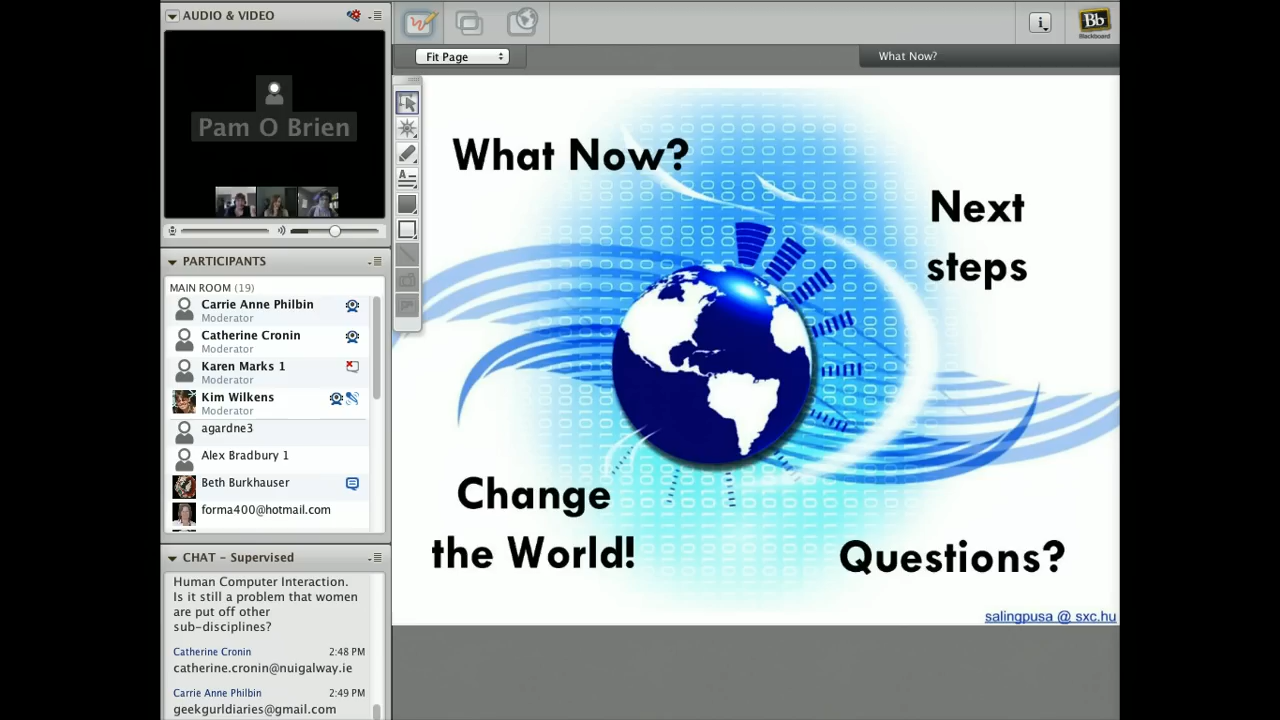 AUDIO & VIDEO
Pam O Brien
PARTICIPANTS
MAIN ROOM (19)
Carrie Anne Philbin
Moderator
Catherine Cronin
Moderator
Karen Marks 1
Moderator
Kim Wilkens
Moderator
agardne3
Alex Bradbury 1
Beth Burkhauser
forma400@hotmail.com
CHAT – Supervised
Human Computer Interaction.
Is it still a problem that women
are put off other
sub-disciplines?
Catherine Cronin 2:48 PM
catherine.cronin@nuigalway.ie
Carrie Anne Philbin 2:49 PM
geekgurldiaries@gmail.com
i
Bb
Blackboard
Fit Page
What Now?
A
What Now?
Next
steps
Change
the World!
Questions?
salingpusa @ sxc.hu